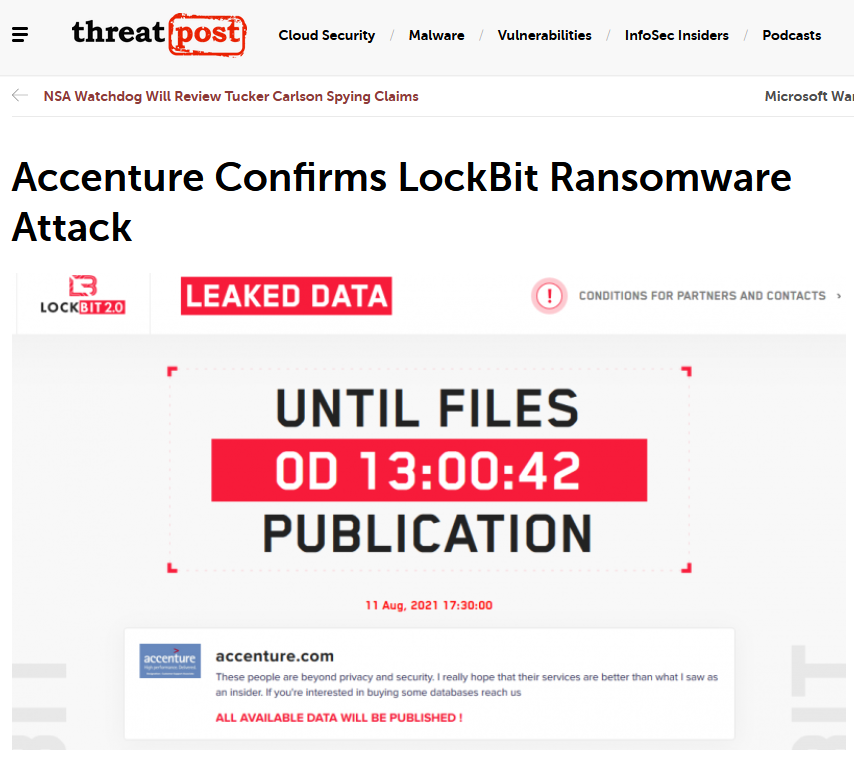 threatpost
Cloud Security / Malware / Vulnerabilities / InfoSec Insiders / Podcasts
NSA Watchdog Will Review Tucker Carlson Spying Claims
Microsoft War
Accenture Confirms LockBit Ransomware
Attack
LOCKBIT 2.0
LEAKED DATA
! CONDITIONS FOR PARTNERS AND CONTACTS ›
UNTIL FILES
0D 13:00:42
PUBLICATION
11 Aug, 2021 17:30:00
accenture
accenture.com
These people are beyond privacy and security. I really hope that their services are better than what I saw as
an insider. If you're interested in buying some databases reach us
ALL AVAILABLE DATA WILL BE PUBLISHED !
BIT
BIT